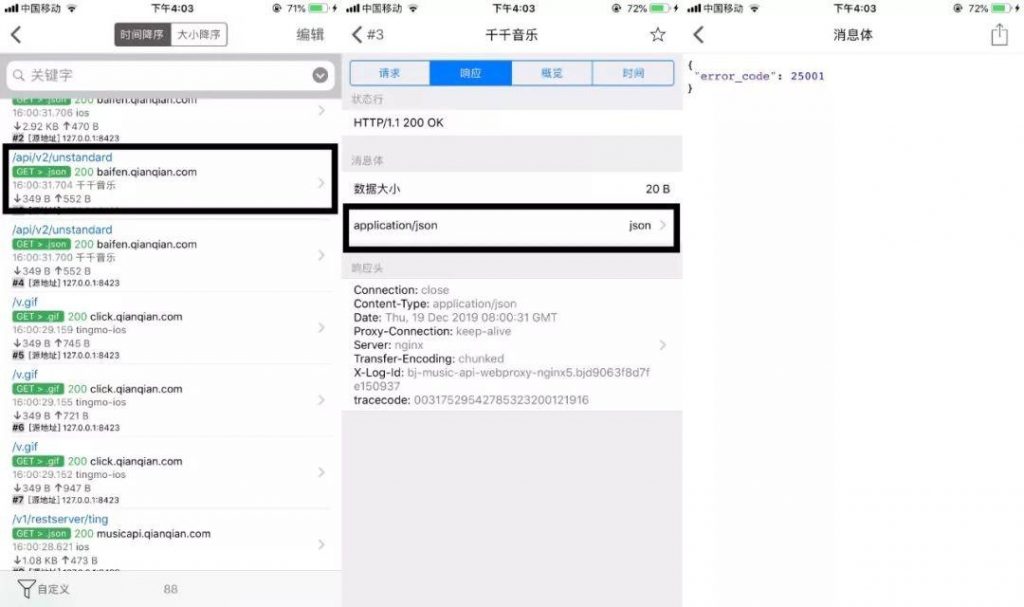 中国移动
下午4:03
71%
时间降序 大小降序
编辑
关键字
GET > .json 200 baifen.qianqian.com
16:00:31.706 ios
↓2.92 KB ↑470 B
#2 [源地址] 127.0.0.1:8423
/api/v2/unstandard
GET > .json 200 baifen.qianqian.com
16:00:31.704 千千音乐
↓349 B ↑552 B
/api/v2/unstandard
GET > .json 200 baifen.qianqian.com
16:00:31.700 千千音乐
↓349 B ↑552 B
#4 [源地址] 127.0.0.1:8423
/v.gif
GET > .gif 200 click.qianqian.com
16:00:29.159 tingmo-ios
↓349 B ↑745 B
#5 [源地址] 127.0.0.1:8423
/v.gif
GET > .gif 200 click.qianqian.com
16:00:29.155 tingmo-ios
↓349 B ↑721 B
#6 [源地址] 127.0.0.1:8423
/v.gif
GET > .gif 200 click.qianqian.com
16:00:29.152 tingmo-ios
↓349 B ↑947 B
#7 [源地址] 127.0.0.1:8423
/v1/restserver/ting
GET > .json 200 musicapi.qianqian.com
16:00:28.621 ios
↓1.08 KB ↑473 B
自定义
88
中国移动
下午4:03
72%
#3
千千音乐
请求 响应 概览 时间
状态行
HTTP/1.1 200 OK
消息体
数据大小 20 B
application/json json
响应头
Connection: close
Content-Type: application/json
Date: Thu, 19 Dec 2019 08:00:31 GMT
Proxy-Connection: keep-alive
Server: nginx
Transfer-Encoding: chunked
X-Log-Id: bj-music-api-webproxy-nginx5.bjd9063f8d7f
e150937
tracecode: 00317529542785323200121916
中国移动
下午4:03
72%
消息体
{
"error_code": 25001
}